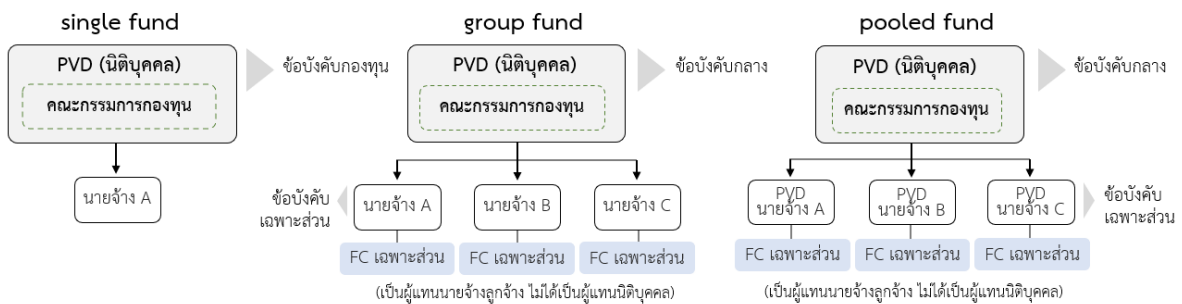 single fund
PVD (นิติบุคคล)
คณะกรรมการกองทุน
ข้อบังคับกองทุน
นายจ้าง A
group fund
PVD (นิติบุคคล)
คณะกรรมการกองทุน
ข้อบังคับกลาง
ข้อบังคับ
เฉพาะส่วน
นายจ้าง A
นายจ้าง B
นายจ้าง C
FC เฉพาะส่วน
FC เฉพาะส่วน
FC เฉพาะส่วน
(เป็นผู้แทนนายจ้างลูกจ้าง ไม่ได้เป็นผู้แทนนิติบุคคล)
pooled fund
PVD (นิติบุคคล)
คณะกรรมการกองทุน
ข้อบังคับกลาง
PVD
นายจ้าง A
PVD
นายจ้าง B
PVD
นายจ้าง C
ข้อบังคับ
เฉพาะส่วน
FC เฉพาะส่วน
FC เฉพาะส่วน
FC เฉพาะส่วน
(เป็นผู้แทนนายจ้างลูกจ้าง ไม่ได้เป็นผู้แทนนิติบุคคล)